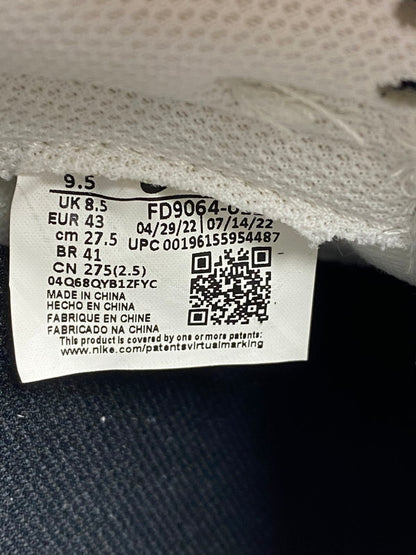 9.5
UK 8.5
EUR 43
cm 27.5
BR 41
CN 275(2.5)
04Q68QYB1ZFYC
04/29/22 07/14/22
UPC 00196155954487
MADE IN CHINA
HECHO EN CHINA
FABRIQUE EN CHINE
FABRICADO NA CHINA
This product is covered by one or more patents:
www.nike.com/patentsvirtualmarking